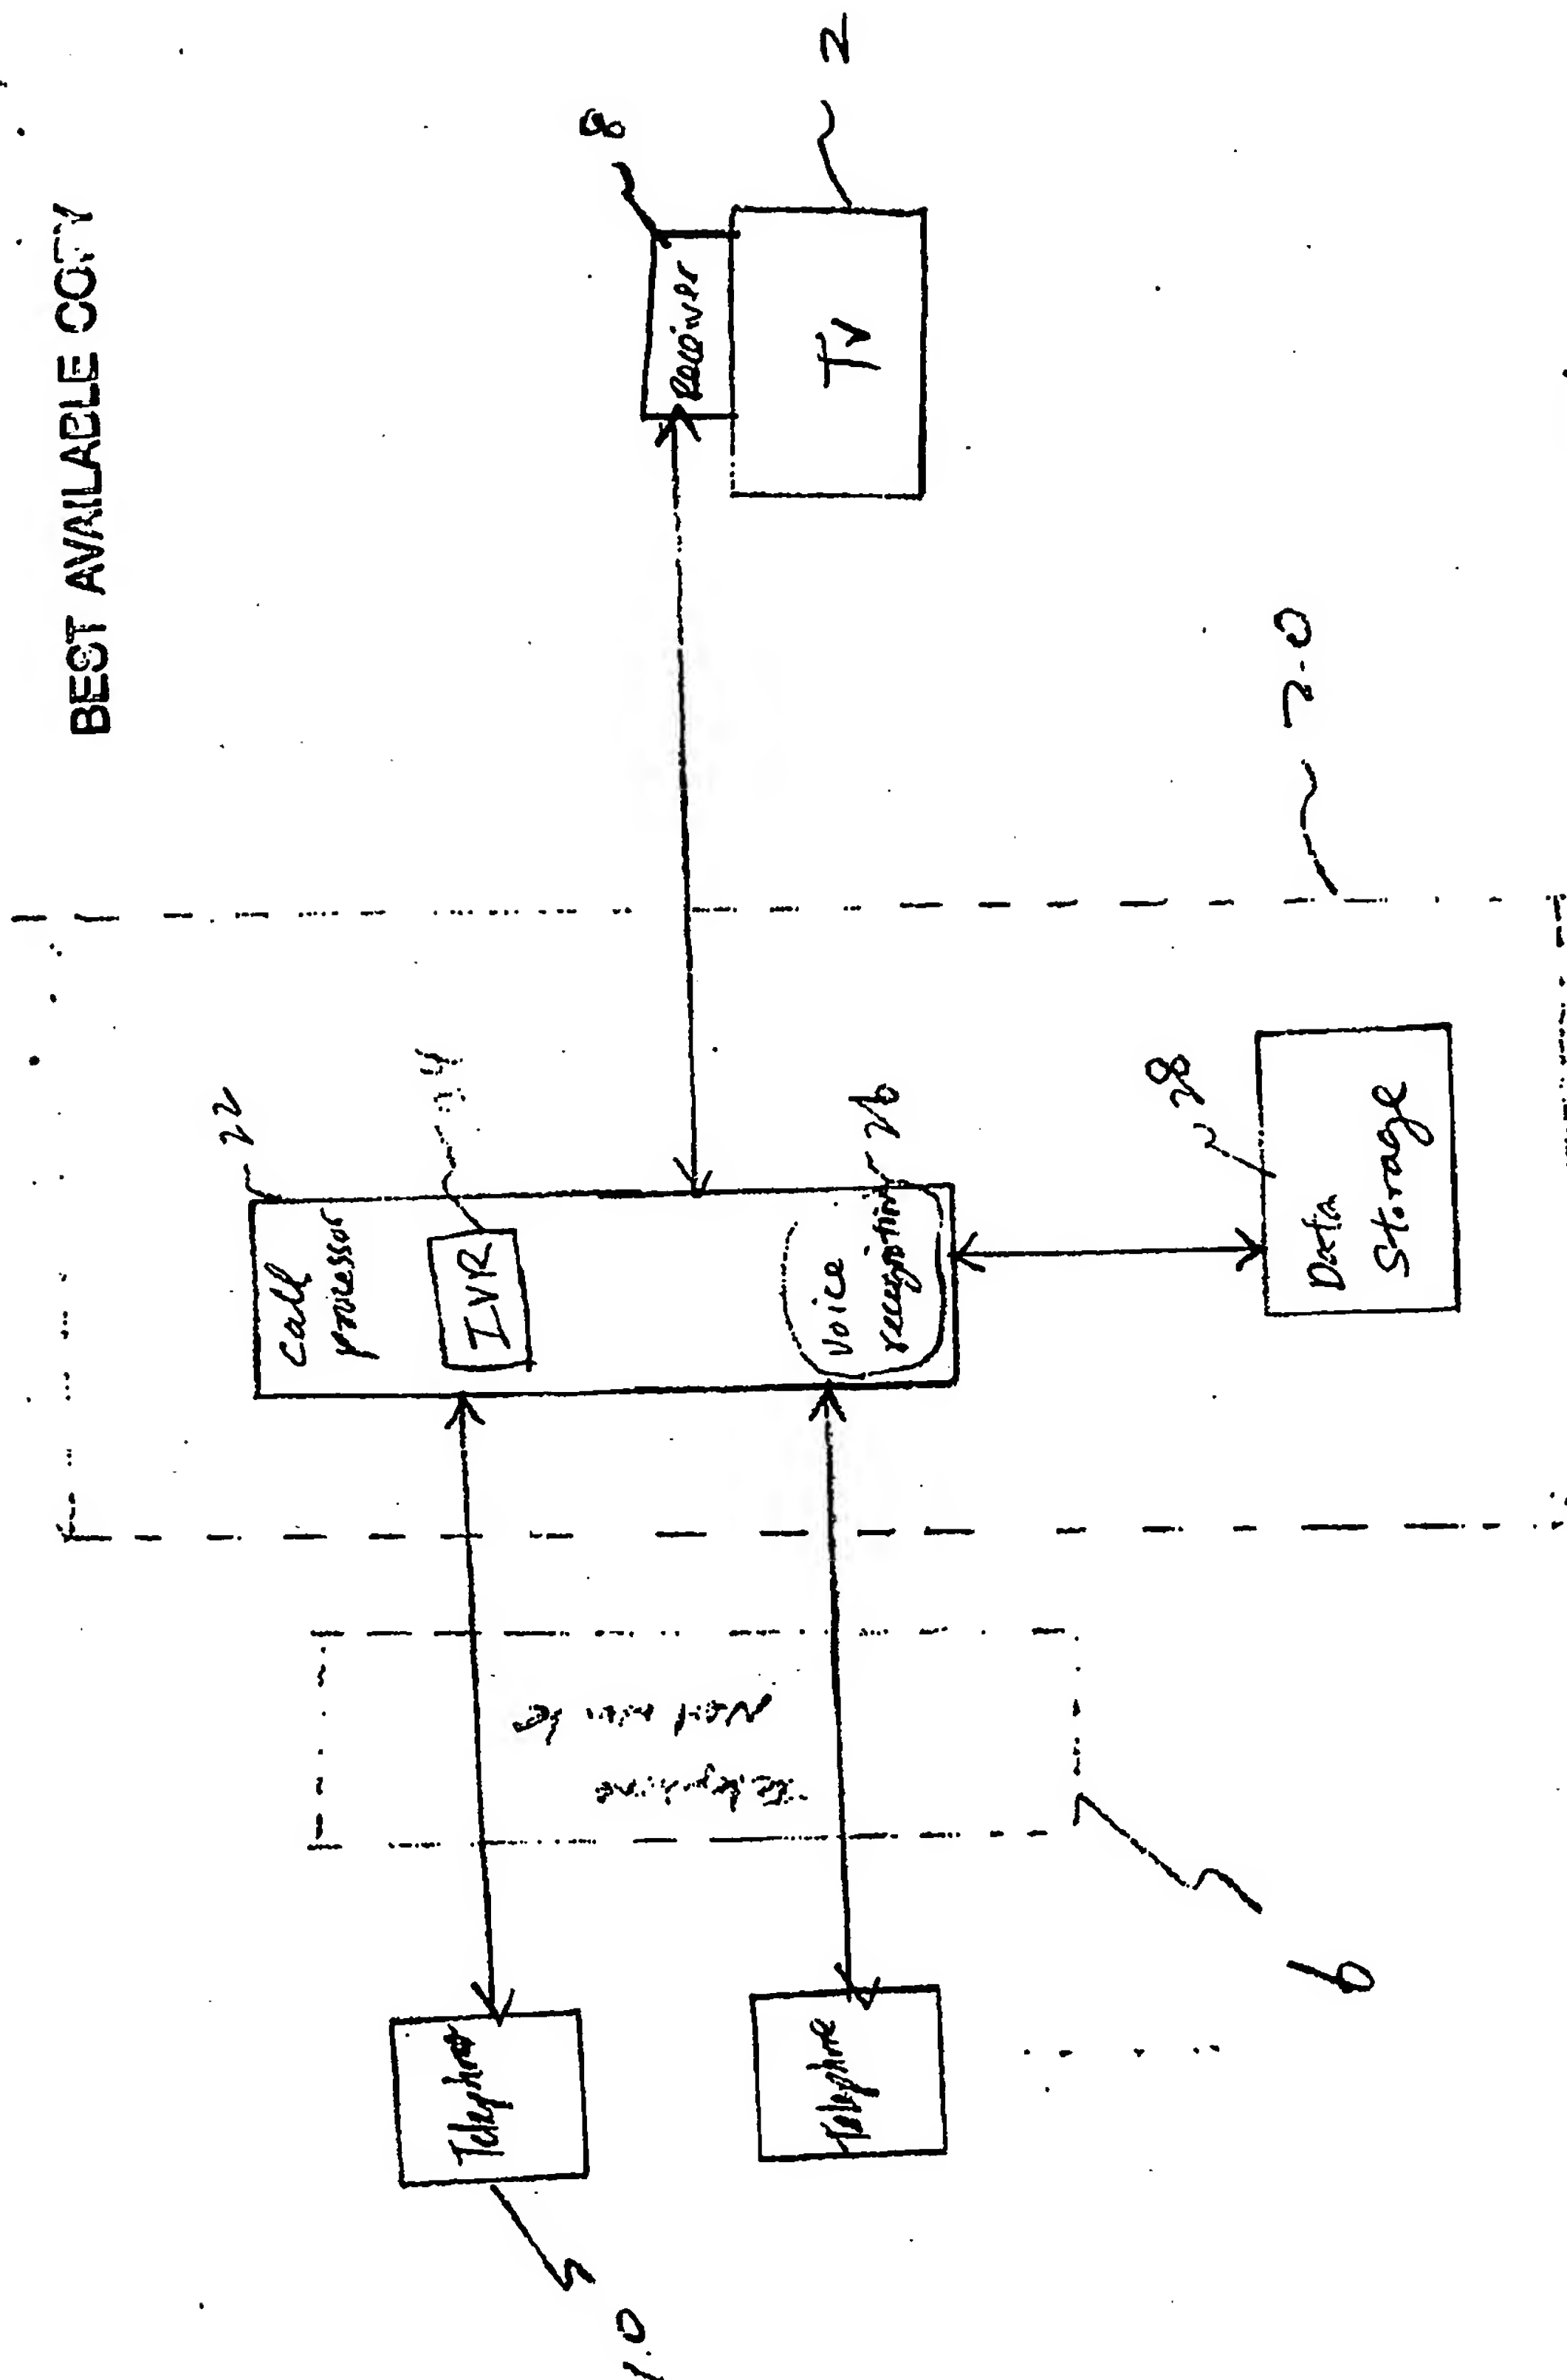 BEST AVAILABLE COPY
10
Telephone
Telephone
6
Telephone
22
call
processor
IVR
Voice
recognition
26
Data
Storage
28
20
Receiver
8
TV
2